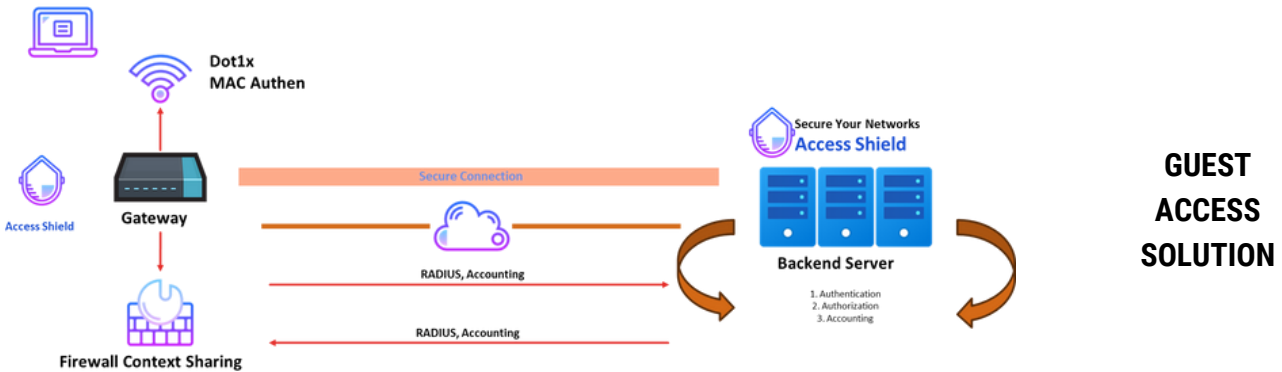 Dot1x
MAC Authen
Secure Your Networks
Access Shield
Secure Connection
Access Shield
Gateway
Backend Server
RADIUS, Accounting
1. Authentication
2. Authorization
3. Accounting
RADIUS, Accounting
Firewall Context Sharing
GUEST
ACCESS
SOLUTION